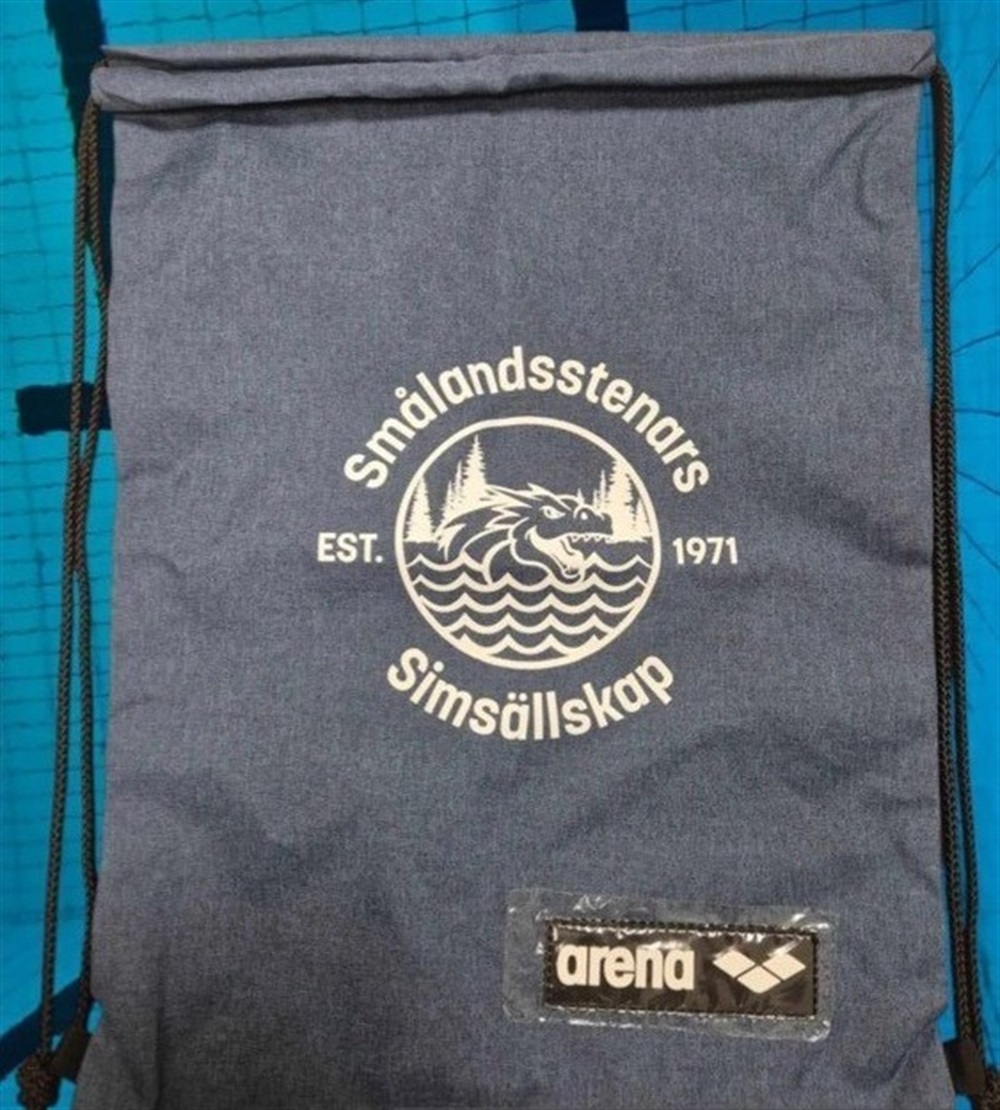 Smålandsstenars
EST. 1971
Simsällskap
arena